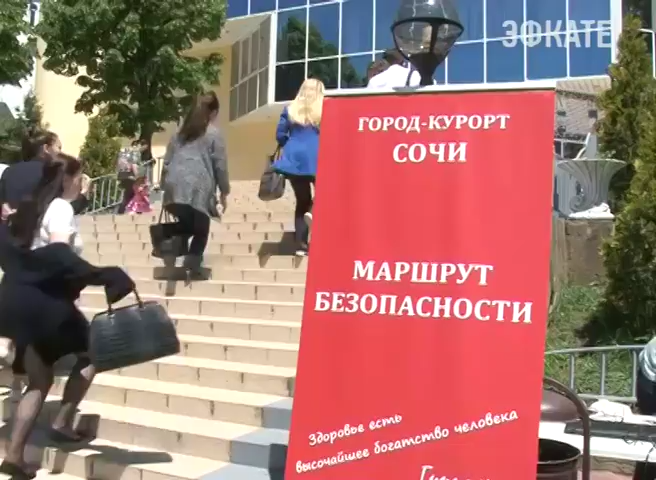 ЭФКАТЕ
ГОРОД-КУРОРТ
СОЧИ
МАРШРУТ
БЕЗОПАСНОСТИ
Здоровье есть
высочайшее богатство человека